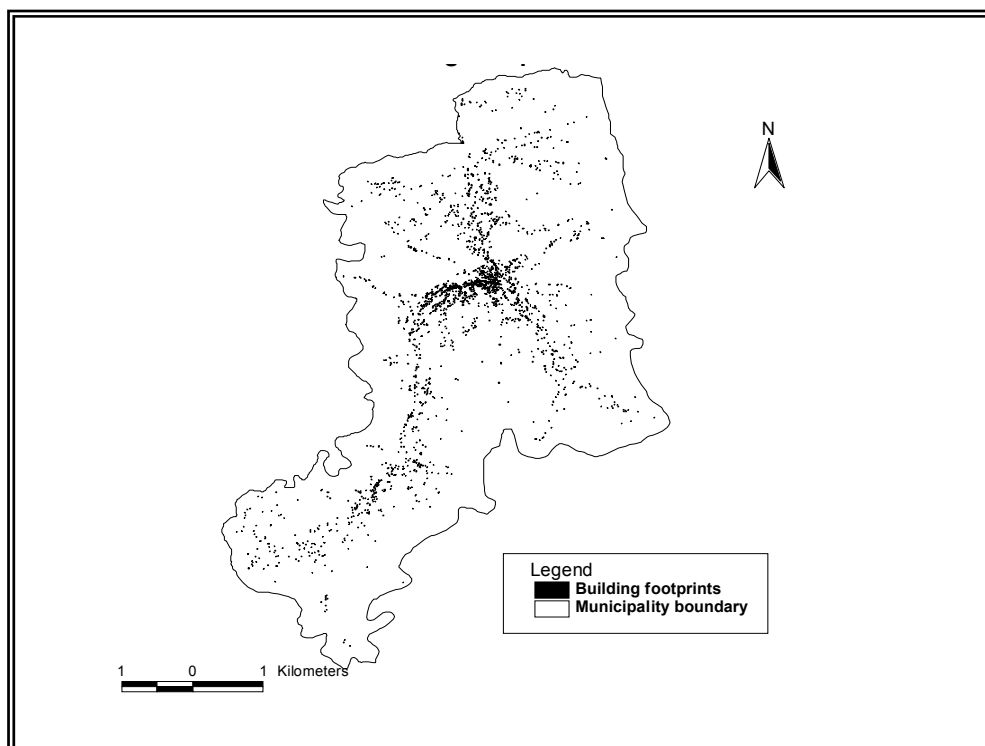 N
Legend
Building footprints
Municipality boundary
1 0 1 Kilometers